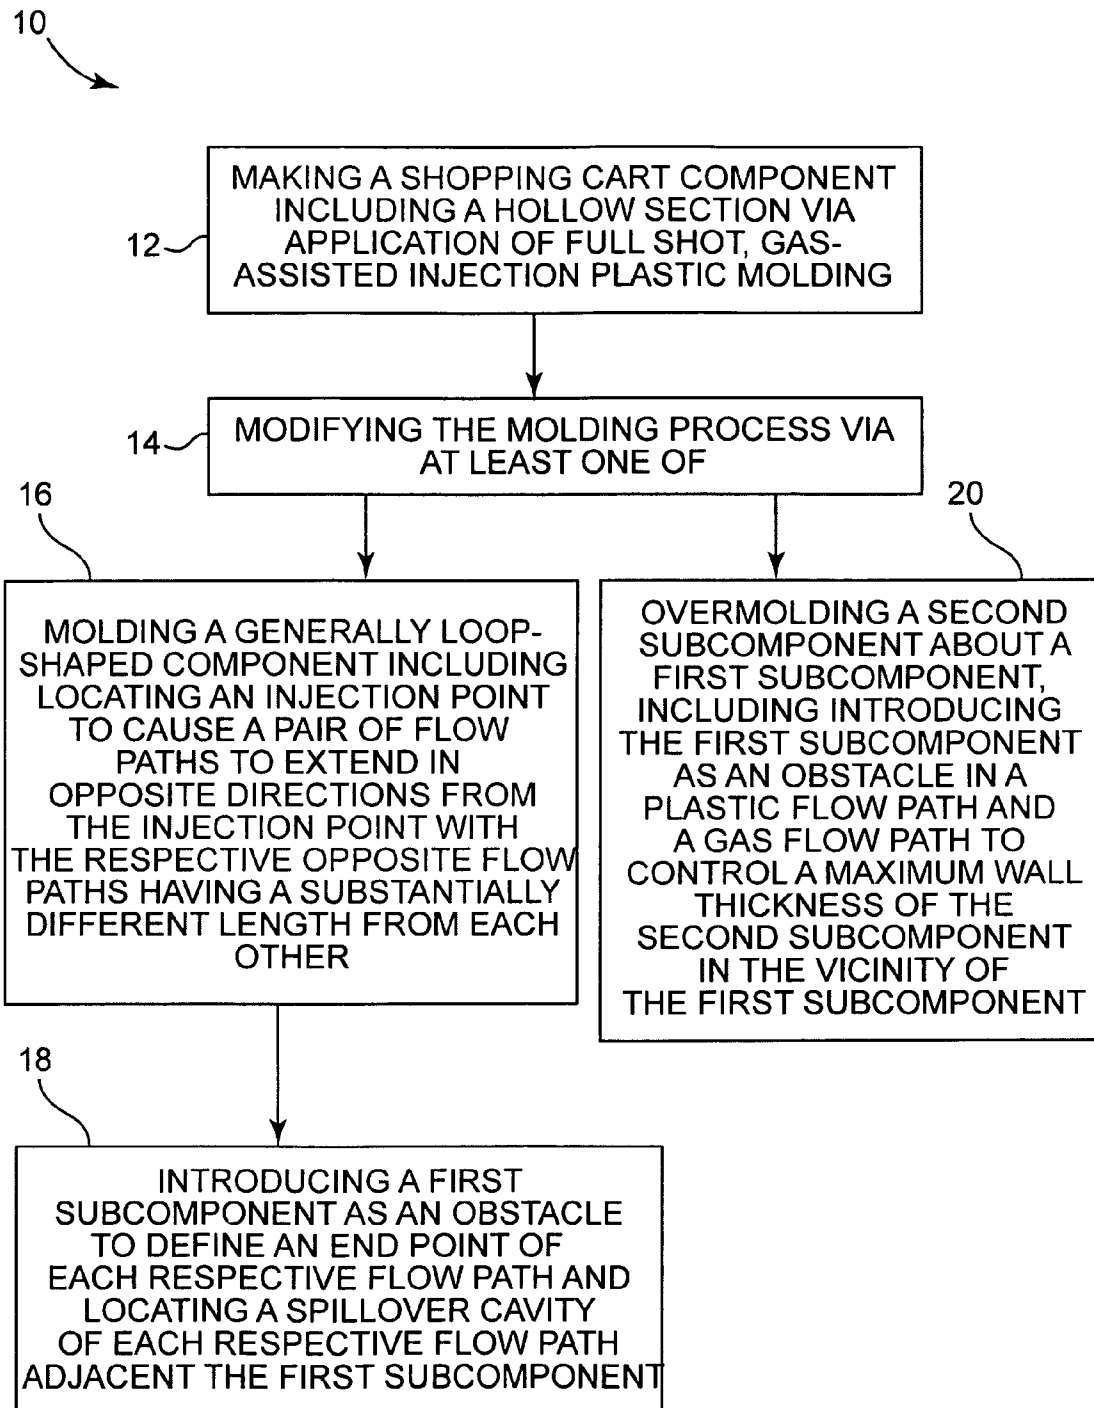 10
12
MAKING A SHOPPING CART COMPONENT
INCLUDING A HOLLOW SECTION VIA
APPLICATION OF FULL SHOT, GAS-
ASSISTED INJECTION PLASTIC MOLDING
14
MODIFYING THE MOLDING PROCESS VIA
AT LEAST ONE OF
16
MOLDING A GENERALLY LOOP-
SHAPED COMPONENT INCLUDING
LOCATING AN INJECTION POINT
TO CAUSE A PAIR OF FLOW
PATHS TO EXTEND IN
OPPOSITE DIRECTIONS FROM
THE INJECTION POINT WITH
THE RESPECTIVE OPPOSITE FLOW
PATHS HAVING A SUBSTANTIALLY
DIFFERENT LENGTH FROM EACH
OTHER
20
OVERMOLDING A SECOND
SUBCOMPONENT ABOUT A
FIRST SUBCOMPONENT,
INCLUDING INTRODUCING
THE FIRST SUBCOMPONENT
AS AN OBSTACLE IN A
PLASTIC FLOW PATH AND
A GAS FLOW PATH TO
CONTROL A MAXIMUM WALL
THICKNESS OF THE
SECOND SUBCOMPONENT
IN THE VICINITY OF
THE FIRST SUBCOMPONENT
18
INTRODUCING A FIRST
SUBCOMPONENT AS AN OBSTACLE
TO DEFINE AN END POINT OF
EACH RESPECTIVE FLOW PATH AND
LOCATING A SPILLOVER CAVITY
OF EACH RESPECTIVE FLOW PATH
ADJACENT THE FIRST SUBCOMPONENT